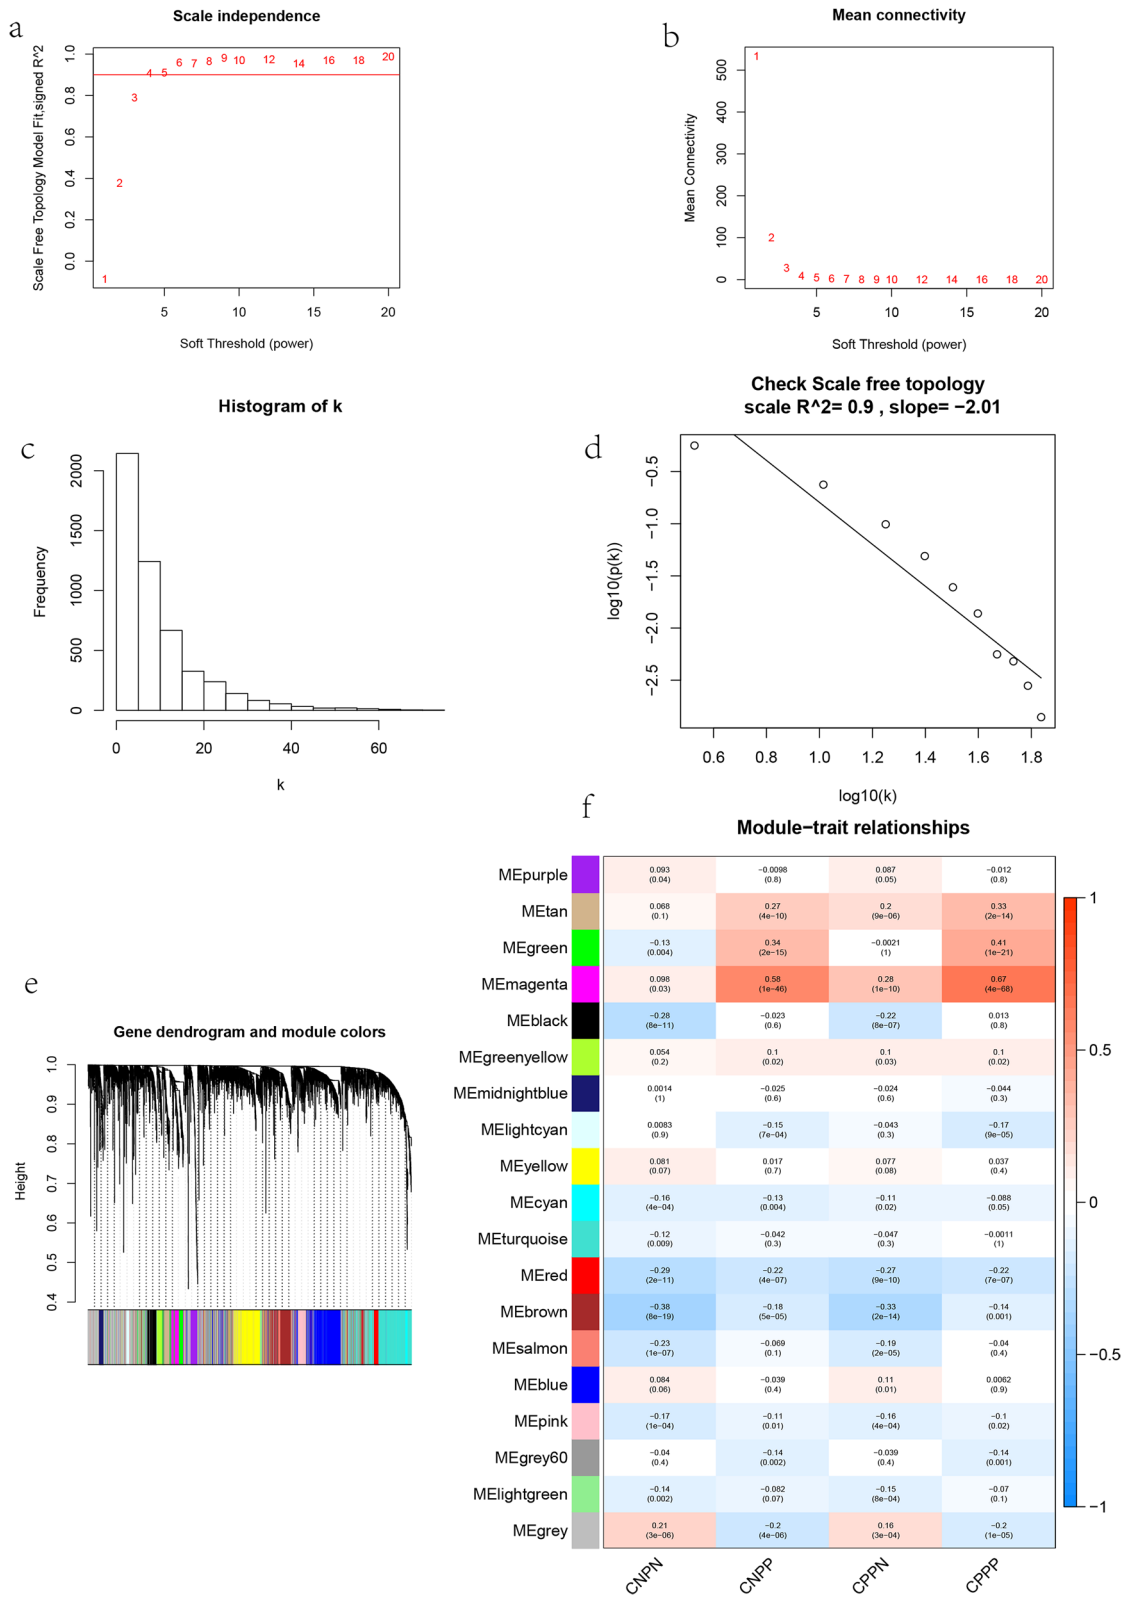 a
Scale independence
Scale Free Topology Model Fit,signed R^2
1.0
0.8
0.6
0.4
0.2
0.0
1
2
3
4
5
6
7
8
9
10
12
14
16
18
20
5
10
15
20
Soft Threshold (power)
b
Mean connectivity
Mean Connectivity
500
400
300
200
100
0
1
2
3
4
5
6
7
8
9
10
12
14
16
18
20
5
10
15
20
Soft Threshold (power)
c
Histogram of k
Frequency
2000
1500
1000
500
0
0
20
40
60
k
d
Check Scale free topology
scale R^2= 0.9 , slope= −2.01
log10(p(k))
−0.5
−1.0
−1.5
−2.0
−2.5
0.6
0.8
1.0
1.2
1.4
1.6
1.8
log10(k)
e
Gene dendrogram and module colors
Height
1.0
0.9
0.8
0.7
0.6
0.5
0.4
f
Module−trait relationships
MEpurple
0.093 −0.0098 0.087 −0.012
(0.04) (0.8) (0.05) (0.8)
MEtan
0.068 0.27 0.2 0.33
(0.1) (4e−10) (9e−06) (2e−14)
MEgreen
−0.13 0.34 −0.0021 0.41
(0.004) (2e−15) (1) (1e−21)
MEmagenta
0.098 0.58 0.28 0.67
(0.03) (1e−46) (1e−10) (4e−68)
MEblack
−0.28 −0.023 −0.22 0.013
(8e−11) (0.6) (8e−07) (0.8)
MEgreenyellow
0.054 0.1 0.1 0.1
(0.2) (0.02) (0.03) (0.02)
MEmidnightblue
0.0014 −0.025 −0.024 −0.044
(1) (0.6) (0.6) (0.3)
MElightcyan
0.0083 −0.15 −0.043 −0.17
(0.9) (7e−04) (0.3) (9e−05)
MEyellow
0.081 0.017 0.077 0.037
(0.07) (0.7) (0.08) (0.4)
MEcyan
−0.16 −0.13 −0.11 −0.088
(4e−04) (0.004) (0.02) (0.05)
MEturquoise
−0.12 −0.042 −0.047 −0.0011
(0.009) (0.3) (0.3) (1)
MEred
−0.29 −0.22 −0.27 −0.22
(2e−11) (4e−07) (9e−10) (7e−07)
MEbrown
−0.38 −0.18 −0.33 −0.14
(8e−19) (5e−05) (2e−14) (0.001)
MEsalmon
−0.23 −0.069 −0.19 −0.04
(1e−07) (0.1) (2e−05) (0.4)
MEblue
0.084 −0.039 0.11 0.0062
(0.06) (0.4) (0.01) (0.9)
MEpink
−0.17 −0.11 −0.16 −0.1
(1e−04) (0.01) (4e−04) (0.02)
MEgrey60
−0.04 −0.14 −0.039 −0.14
(0.4) (0.002) (0.4) (0.001)
MElightgreen
−0.14 −0.082 −0.15 −0.07
(0.002) (0.07) (8e−04) (0.1)
MEgrey
0.21 −0.2 0.16 −0.2
(3e−06) (4e−06) (3e−04) (1e−05)
CNPN
CNPP
CPPN
CPPP
1
0.5
0
−0.5
−1